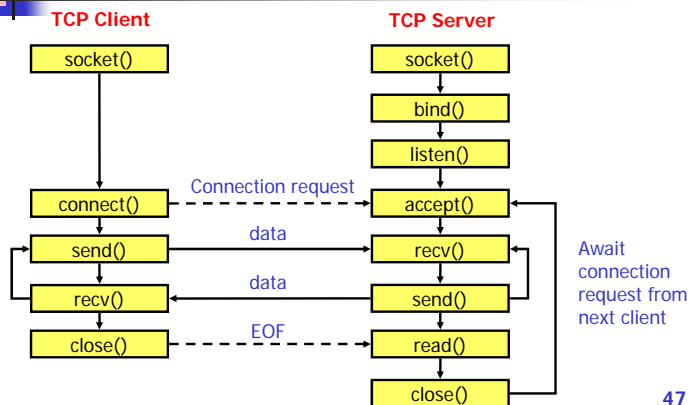 TCP Client
TCP Server
socket()
socket()
bind()
listen()
connect()
Connection request
accept()
send()
data
recv()
recv()
data
send()
close()
EOF
read()
close()
Await
connection
request from
next client
47